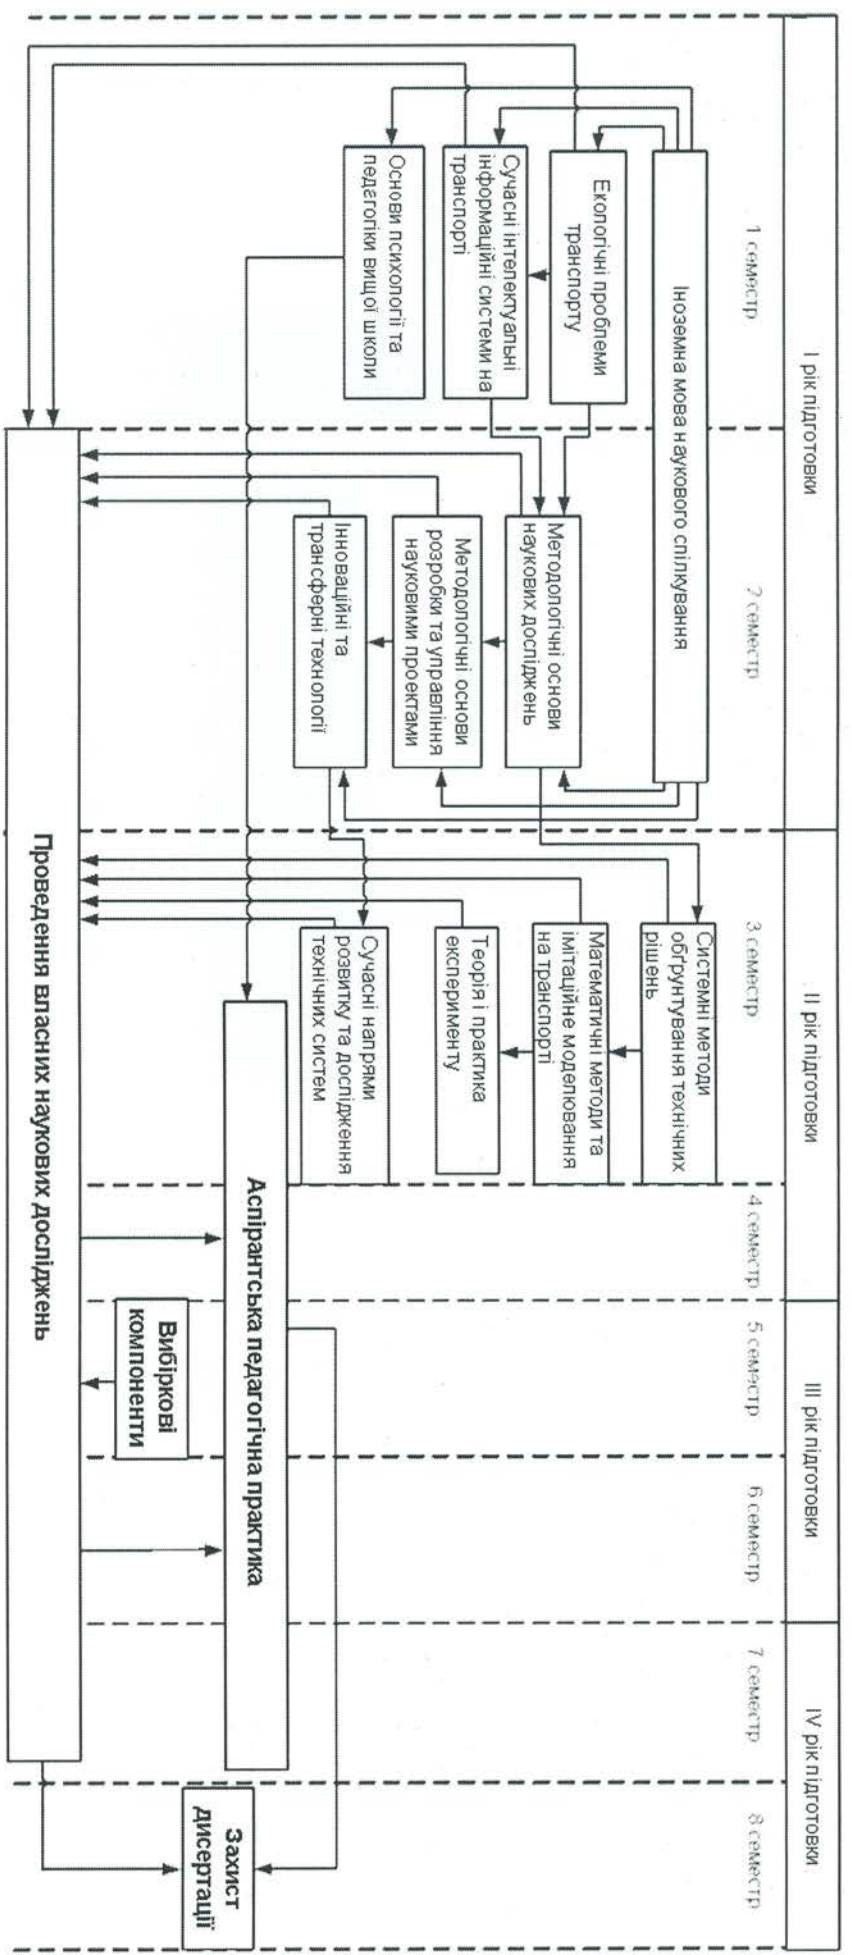 І рік підготовки
ІІ рік підготовки
ІІІ рік підготовки
IV рік підготовки
1 семестр
2 семестр
3 семестр
4 семестр
5 семестр
6 семестр
7 семестр
8 семестр
Іноземна мова наукового спілкування
Екологічні проблеми
транспорту
Сучасні інтелектуальні
інформаційні системи на
транспорті
Основи психології та
педагогіки вищої школи
Методологічні основи
наукових досліджень
Методологічні основи
розробки та управління
науковими проектами
Інноваційні та
трансферні технології
Системні методи
обґрунтування технічних
рішень
Математичні методи та
імітаційне моделювання
на транспорті
Теорія і практика
експерименту
Сучасні напрями
розвитку та дослідження
технічних систем
Аспірантська педагогічна практика
Вибіркові
компоненти
Проведення власних наукових досліджень
Захист
дисертації